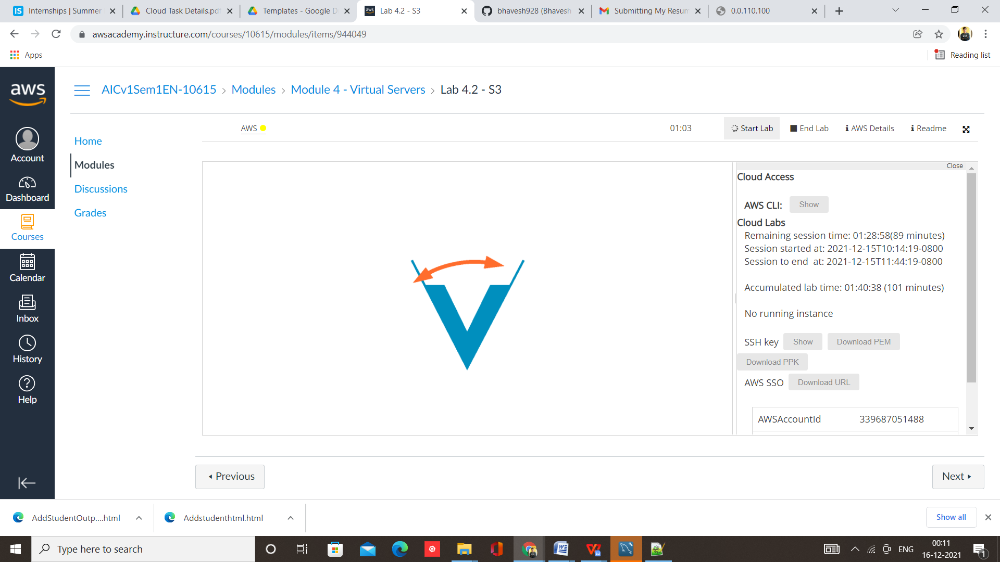 Internships | Summer
Cloud Task Details.pdf
Templates - Google D
aws
Lab 4.2 - S3
bhavesh928 (Bhavesh
Submitting My Resum
0.0.110.100
awsacademy.instructure.com/courses/10615/modules/items/944049
Apps
Reading list
aws
AICv1Sem1EN-10615 › Modules › Module 4 - Virtual Servers › Lab 4.2 - S3
Account
Dashboard
Courses
Calendar
Inbox
History
Help
Home
Modules
Discussions
Grades
AWS
01:03
Start Lab
End Lab
AWS Details
Readme
Close
Cloud Access
AWS CLI: Show
Cloud Labs
Remaining session time: 01:28:58(89 minutes)
Session started at: 2021-12-15T10:14:19-0800
Session to end at: 2021-12-15T11:44:19-0800
Accumulated lab time: 01:40:38 (101 minutes)
No running instance
SSH key Show Download PEM
Download PPK
AWS SSO Download URL
AWSAccountId 339687051488
Previous
Next
AddStudentOutp....html
Addstudenthtml.html
Show all
Type here to search
ENG
00:11
16-12-2021
1